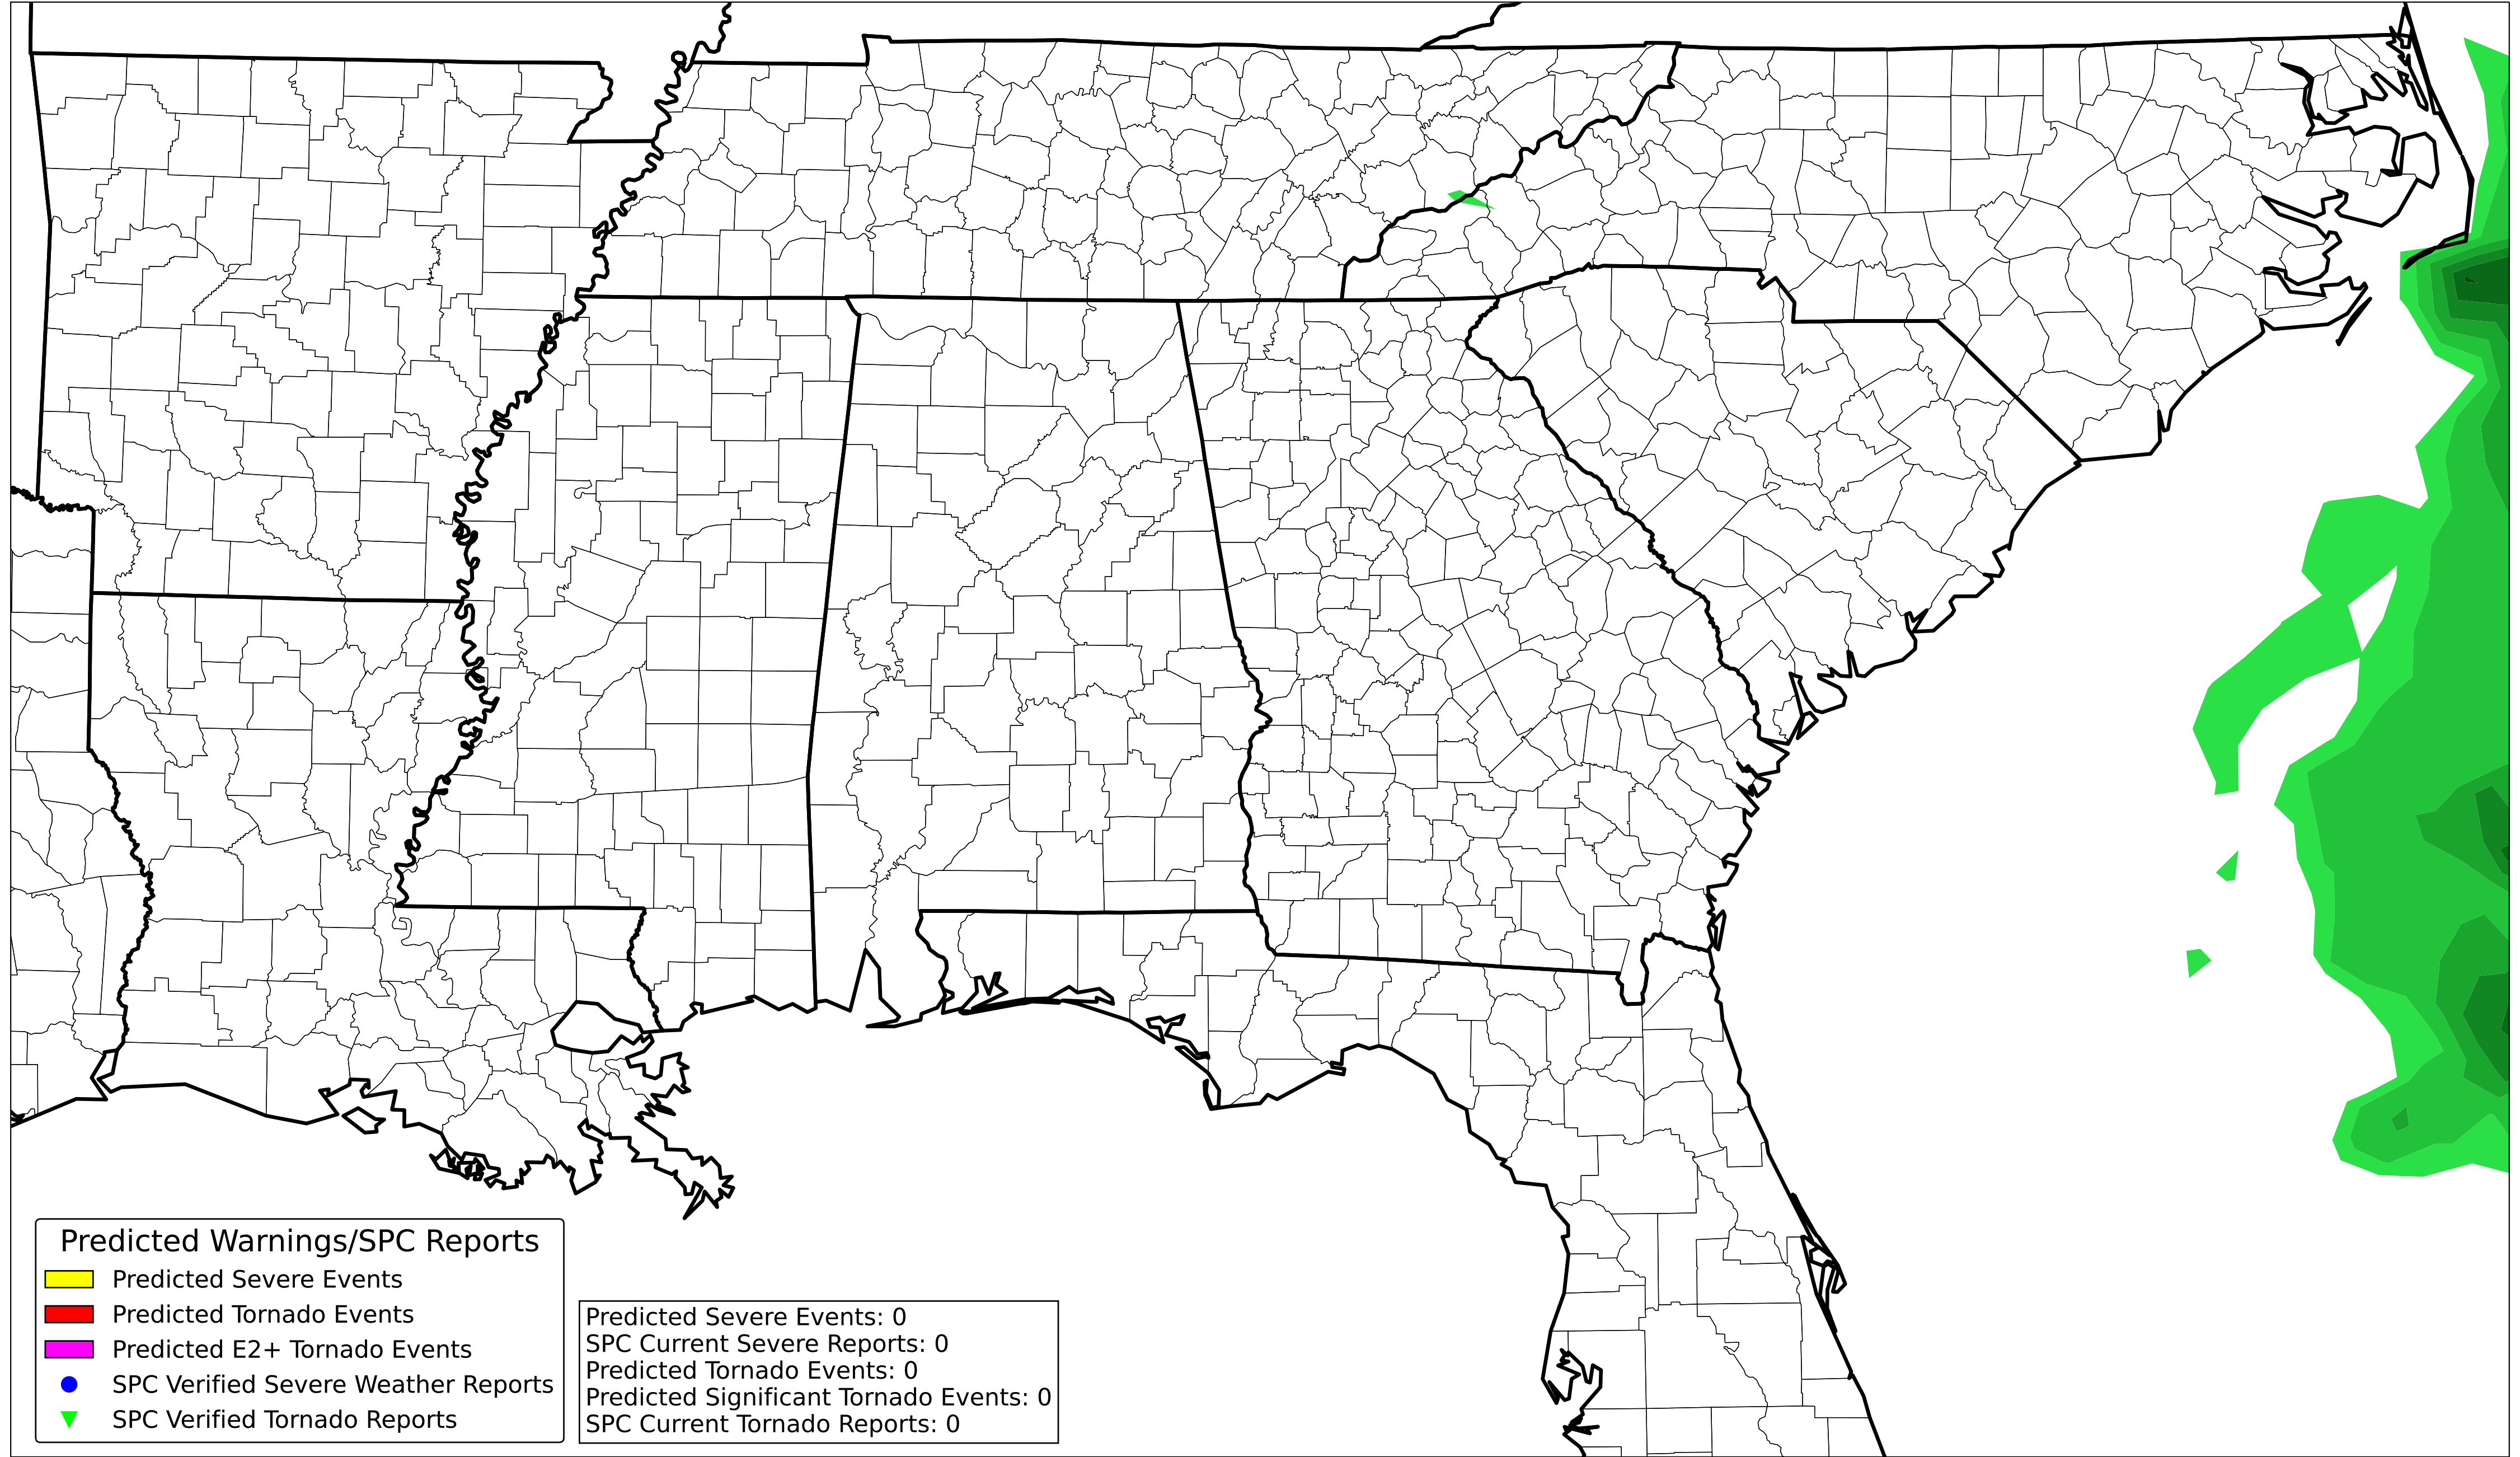 Predicted Warnings/SPC Reports
Predicted Severe Events
Predicted Tornado Events
Predicted E2+ Tornado Events
SPC Verified Severe Weather Reports
SPC Verified Tornado Reports
Predicted Severe Events: 0
SPC Current Severe Reports: 0
Predicted Tornado Events: 0
Predicted Significant Tornado Events: 0
SPC Current Tornado Reports: 0